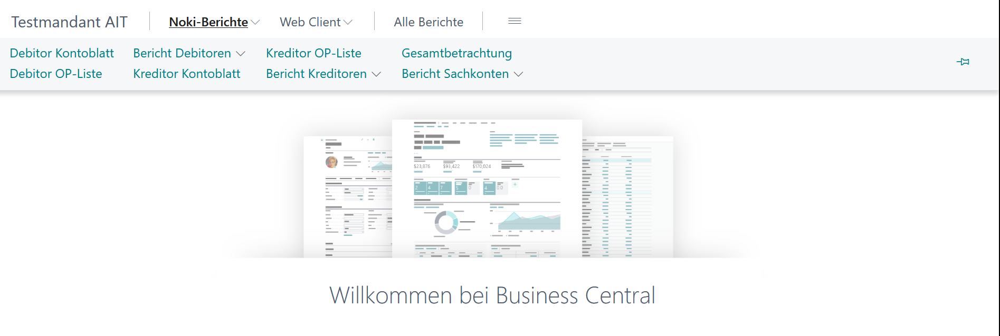 Testmandant AIT Noki-Berichte Web Client Alle Berichte
Debitor Kontoblatt Bericht Debitoren Kreditor OP-Liste Gesamtbetrachtung
Debitor OP-Liste Kreditor Kontoblatt Bericht Kreditoren Bericht Sachkonten
$23,876 $93,422 $170,024
2 4 7 5 0 4 0.0
Willkommen bei Business Central